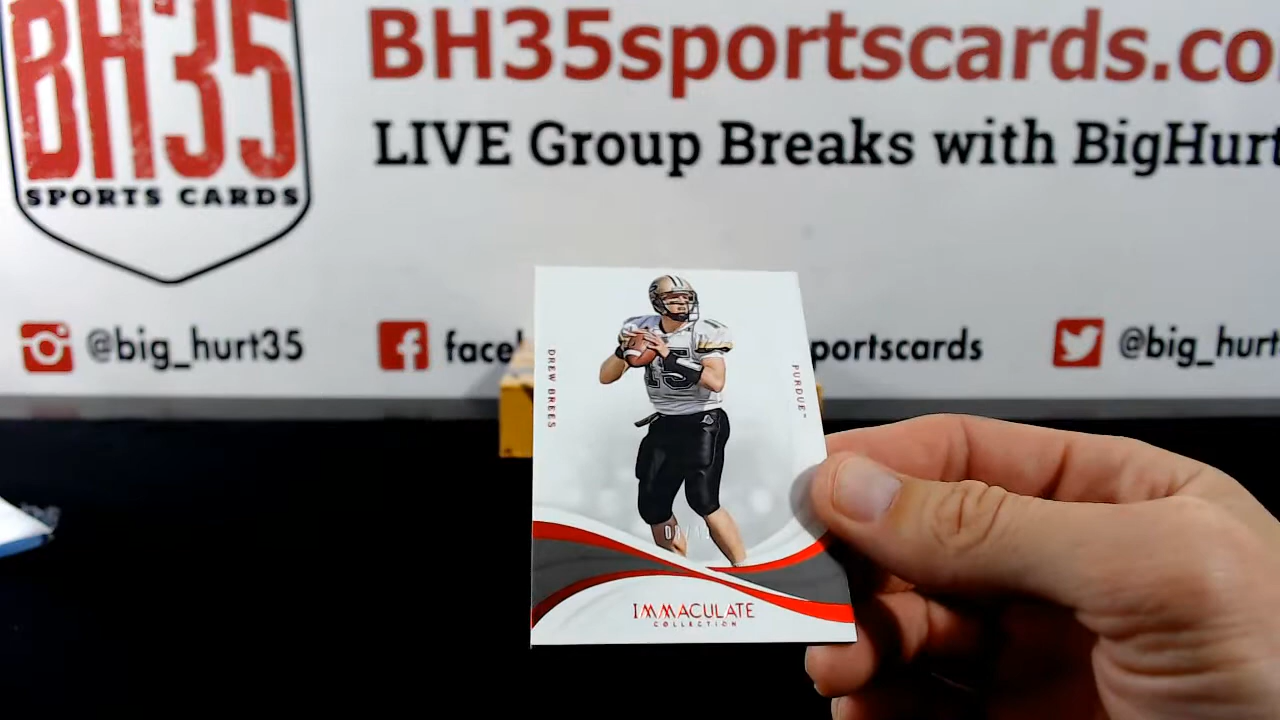 BH35
SPORTS CARDS
BH35sportscards.co
LIVE Group Breaks with BigHurt
@big_hurt35
portscards
@big_hurt
DREW BREES
PURDUE
15
IMMACULATE
COLLECTION